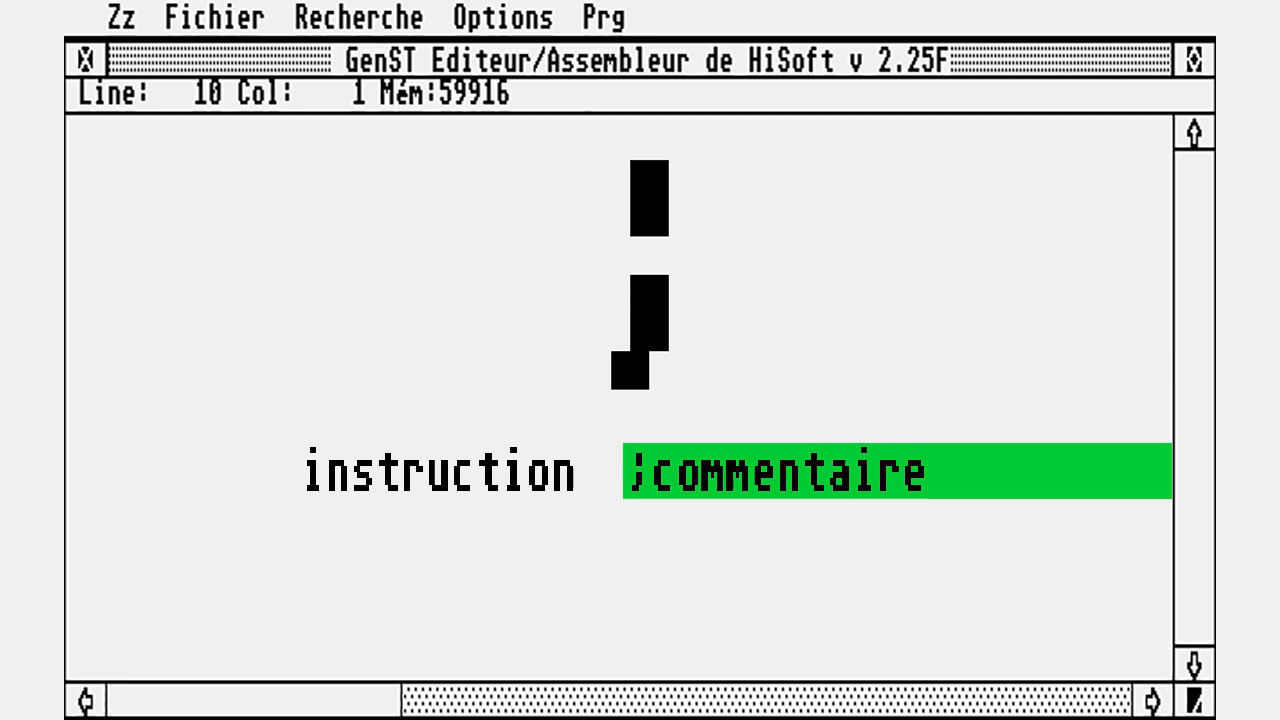 Zz Fichier Recherche Options Prg
GenST Editeur/Assembleur de HiSoft v 2.25F
Line: 10 Col: 1 Mém:59916
;
instruction ;commentaire